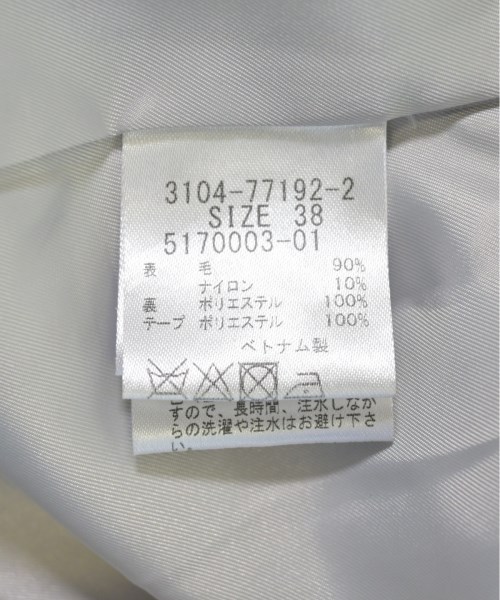 3104-77192-2
SIZE 38
5170003-01
表 毛 90%
ナイロン 10%
裏 ポリエステル 100%
テープ ポリエステル 100%
ベトナム製
すので、長時間、注水しなが
らの洗濯や注水はお避け下さ
い。